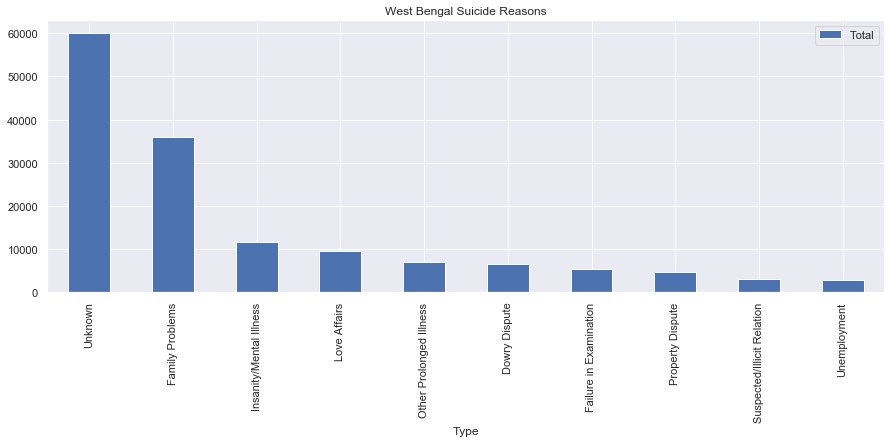 West Bengal Suicide Reasons
Total
60000
50000
40000
30000
20000
10000
0
Unknown
Family Problems
Insanity/Mental Illness
Love Affairs
Other Prolonged Illness
Dowry Dispute
Failure in Examination
Property Dispute
Suspected/Illicit Relation
Unemployment
Type